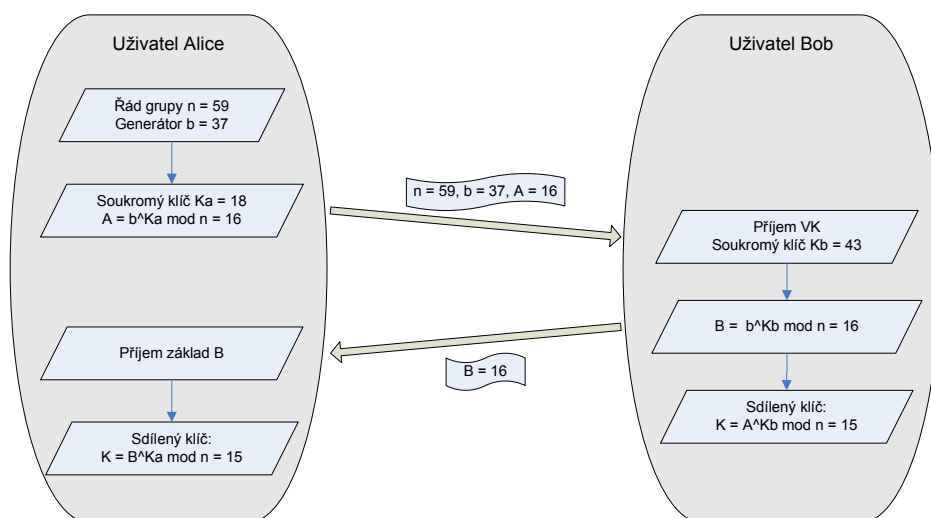 Uživatel Alice
Řád grupy n = 59
Generátor b = 37
Soukromý klíč Ka = 18
A = b^Ka mod n = 16
Příjem základ B
Sdílený klíč:
K = B^Ka mod n = 15
n = 59, b = 37, A = 16
B = 16
Uživatel Bob
Příjem VK
Soukromý klíč Kb = 43
B =  b^Kb mod n = 16
Sdílený klíč:
K = A^Kb mod n = 15